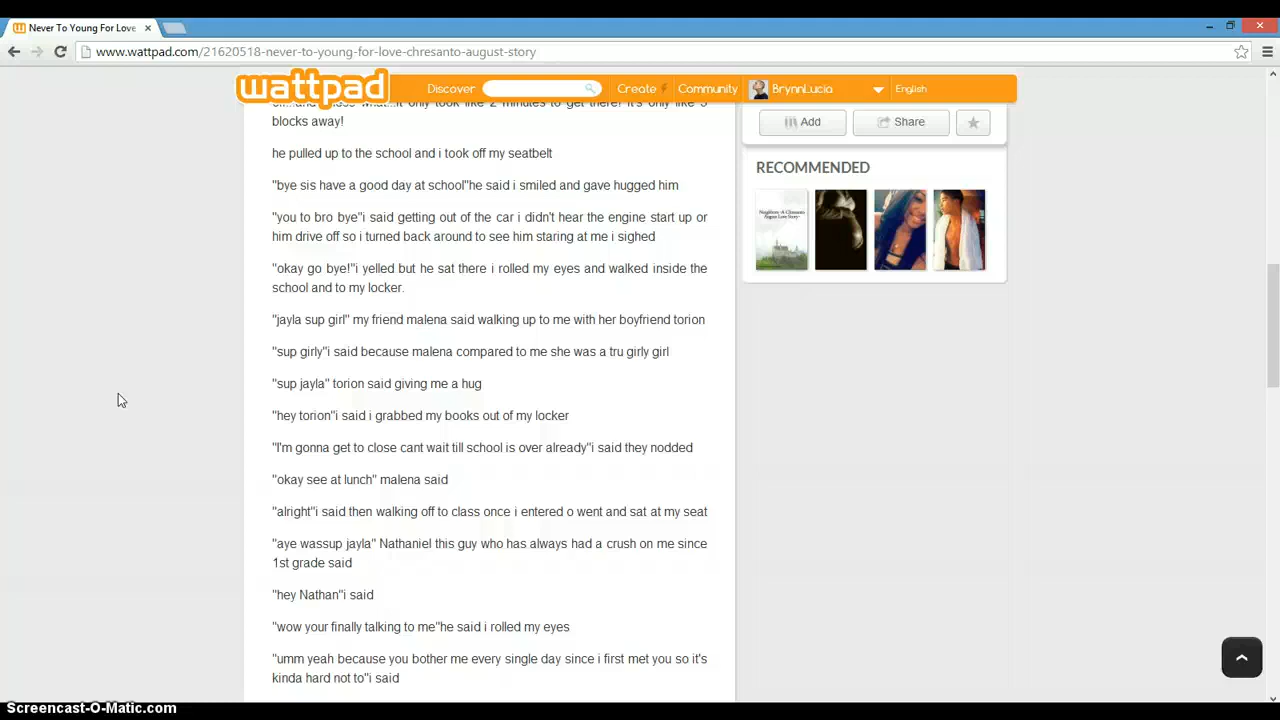 Never To Young For Love
www.wattpad.com/21620518-never-to-young-for-love-chresanto-august-story
wattpad
Discover
Create
Community
BrynnLucia
English
blocks away!
he pulled up to the school and i took off my seatbelt
"bye sis have a good day at school"he said i smiled and gave hugged him
"you to bro bye"i said getting out of the car i didn't hear the engine start up or
him drive off so i turned back around to see him staring at me i sighed
"okay go bye!"i yelled but he sat there i rolled my eyes and walked inside the
school and to my locker.
"jayla sup girl" my friend malena said walking up to me with her boyfriend torion
"sup girly"i said because malena compared to me she was a tru girly girl
"sup jayla" torion said giving me a hug
"hey torion"i said i grabbed my books out of my locker
"I'm gonna get to close cant wait till school is over already"i said they nodded
"okay see at lunch" malena said
"alright"i said then walking off to class once i entered o went and sat at my seat
"aye wassup jayla" Nathaniel this guy who has always had a crush on me since
1st grade said
"hey Nathan"i said
"wow your finally talking to me"he said i rolled my eyes
"umm yeah because you bother me every single day since i first met you so it's
kinda hard not to"i said
Add
Share
RECOMMENDED
Screencast-O-Matic.com